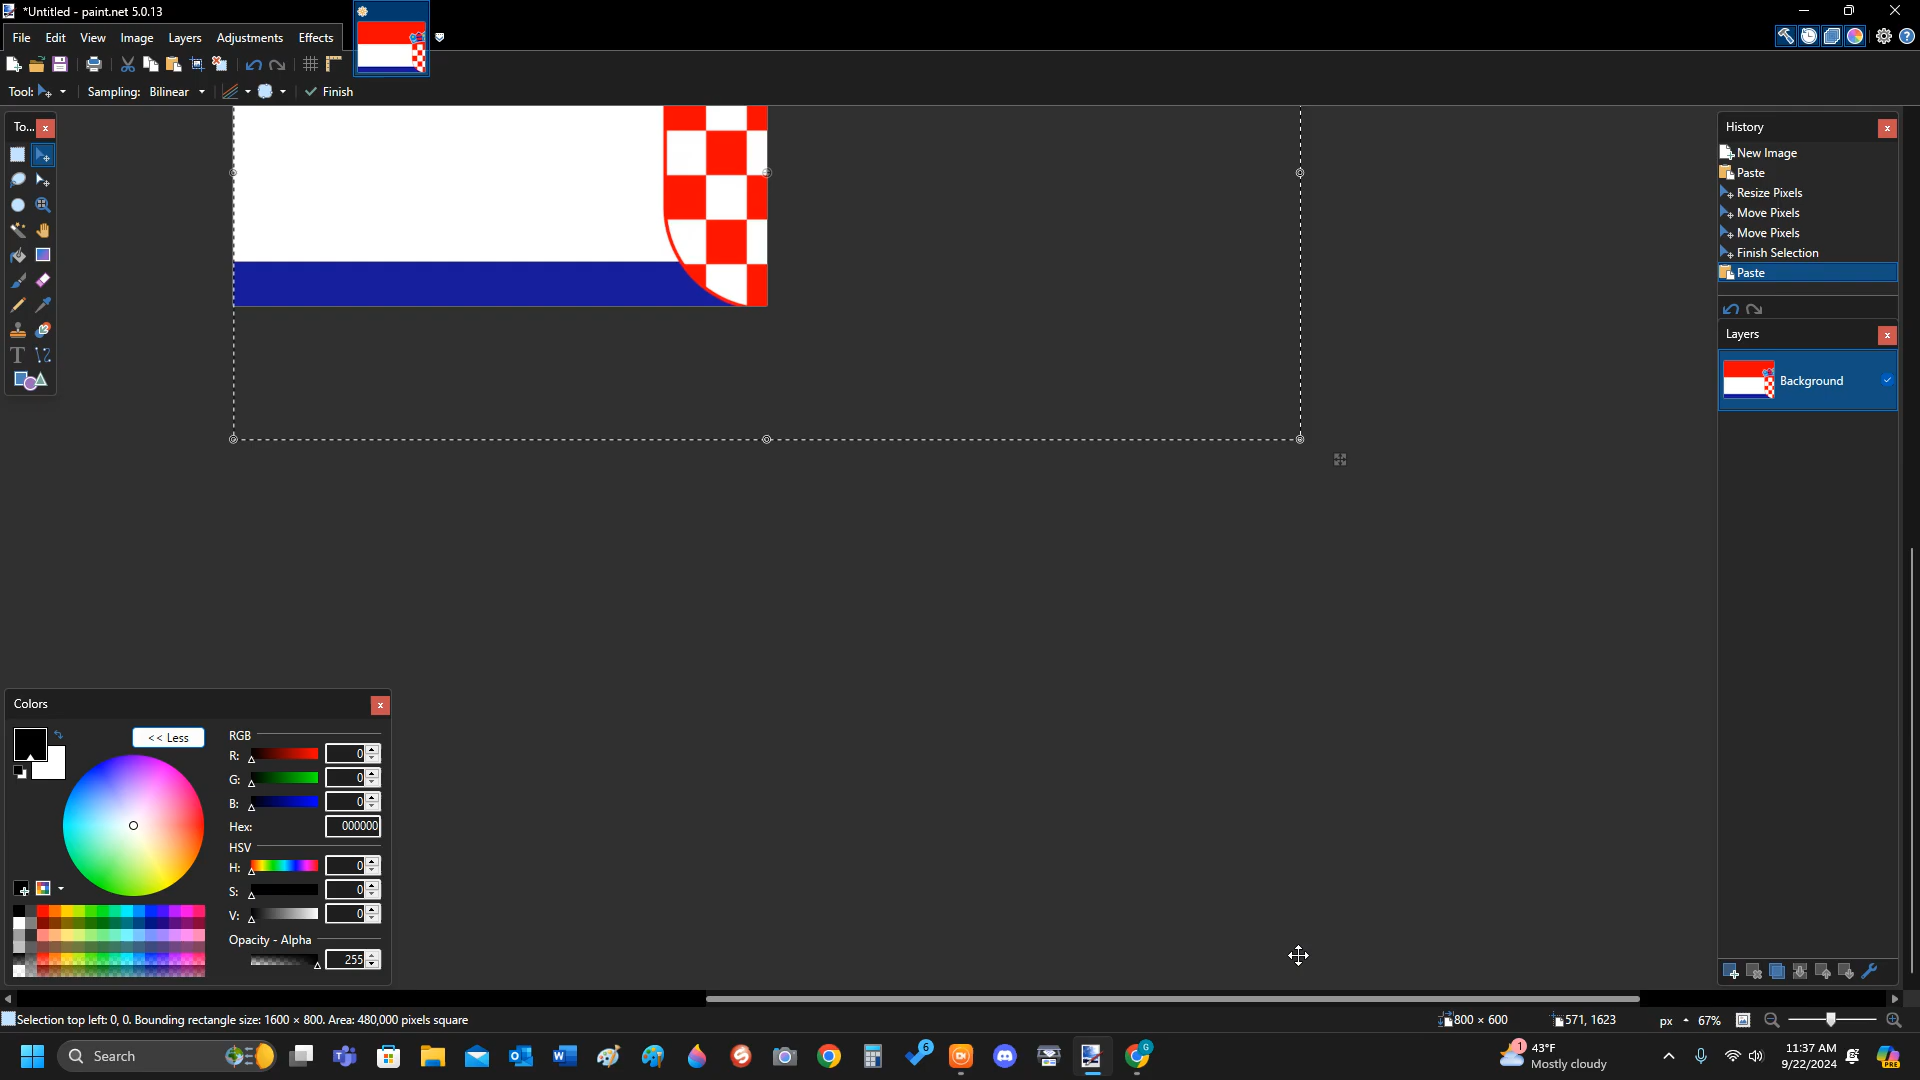 *Untitled - paint.net 5.0.13
File Edit View Image Layers Adjustments Effects
Tool: Sampling: Bilinear Finish
To...
History
New Image
Paste
Resize Pixels
Move Pixels
Move Pixels
Finish Selection
Paste
Layers
Background
Colors
<< Less
RGB
R: 0
G: 0
B: 0
Hex: 000000
HSV
H: 0
S: 0
V: 0
Opacity - Alpha
255
Selection top left: 0, 0. Bounding rectangle size: 1600 × 800. Area: 480,000 pixels square
800 × 600
571, 1623
px 67%
Search
6
G
1
43°F
Mostly cloudy
11:37 AM
9/22/2024
PRE